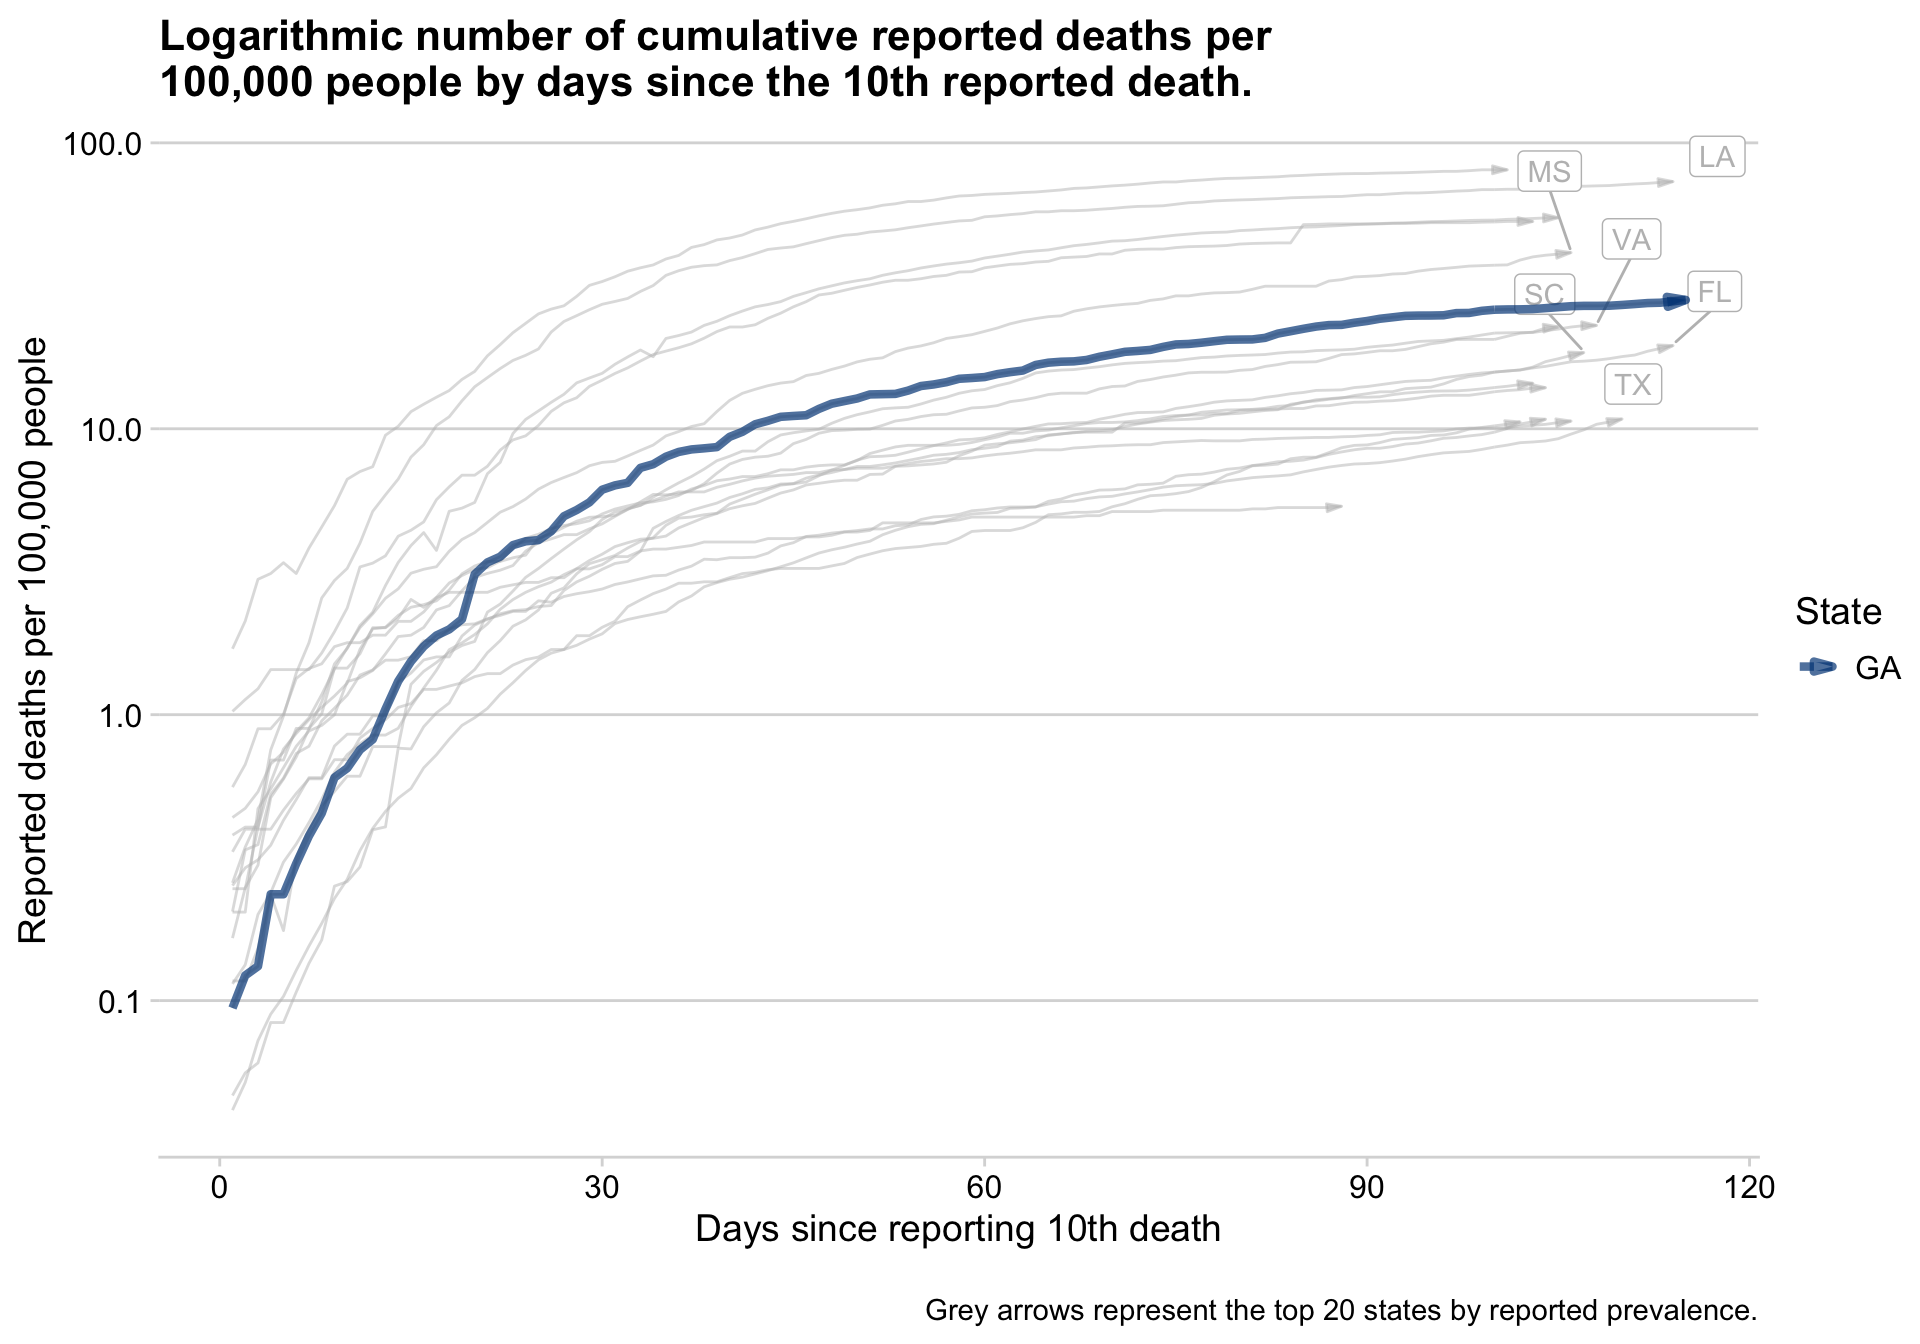 Logarithmic number of cumulative reported deaths per
100,000 people by days since the 10th reported death.
Reported deaths per 100,000 people
100.0
10.0
1.0
0.1
LA
MS
VA
SC
FL
TX
State
GA
0
30
60
90
120
Days since reporting 10th death
Grey arrows represent the top 20 states by reported prevalence.